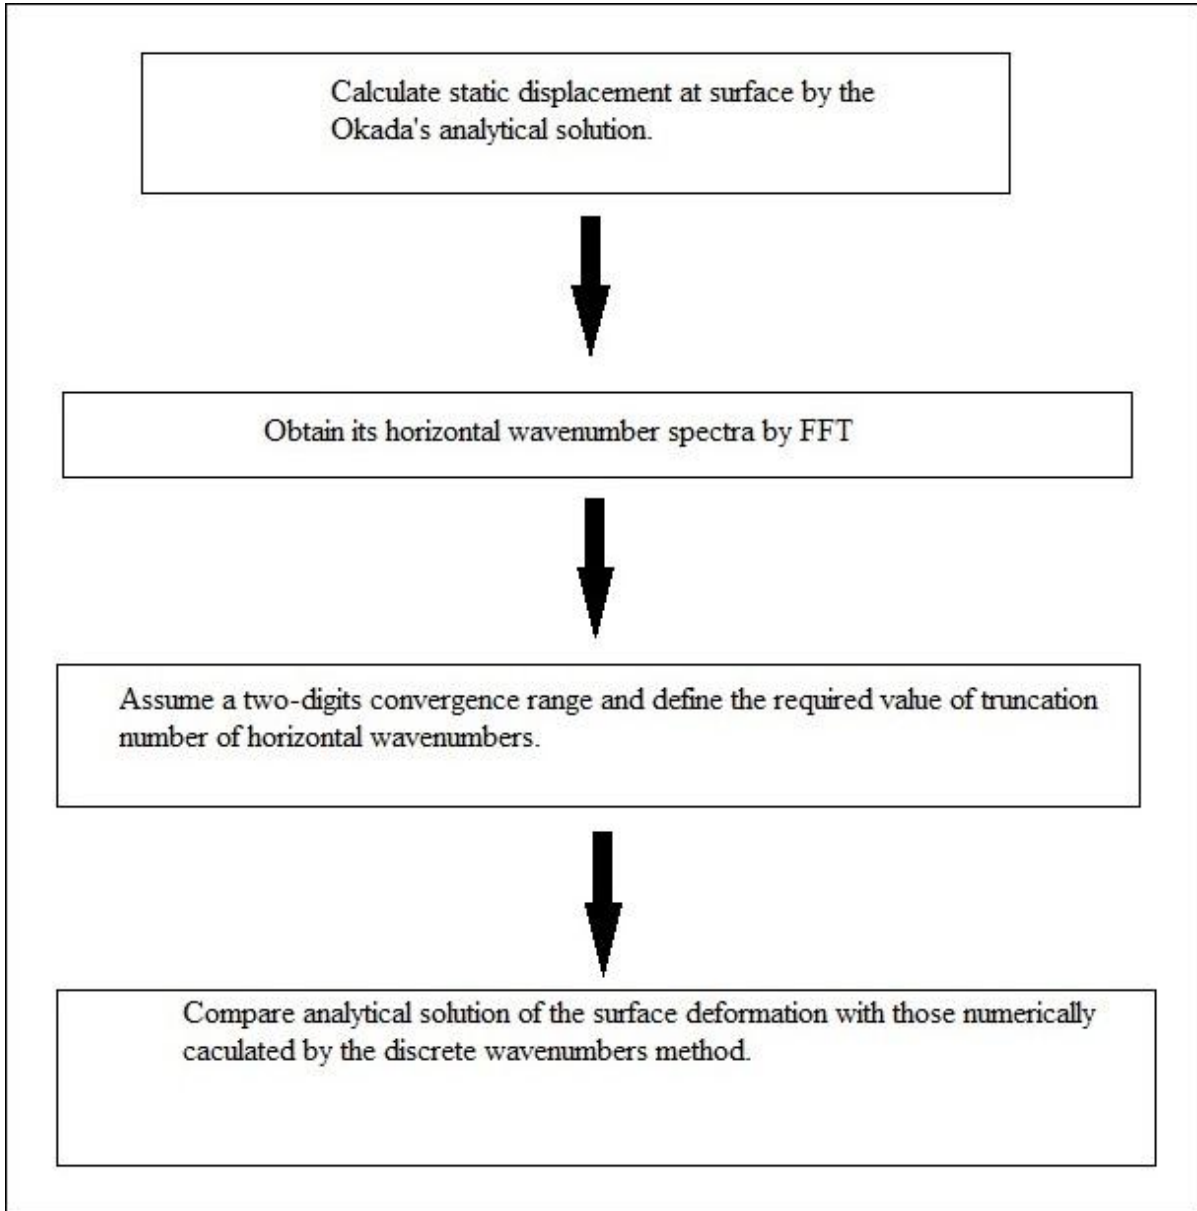 Calculate static displacement at surface by the
Okada's analytical solution.
Obtain its horizontal wavenumber spectra by FFT
Assume a two-digits convergence range and define the required value of truncation
number of horizontal wavenumbers.
Compare analytical solution of the surface deformation with those numerically
caculated by the discrete wavenumbers method.